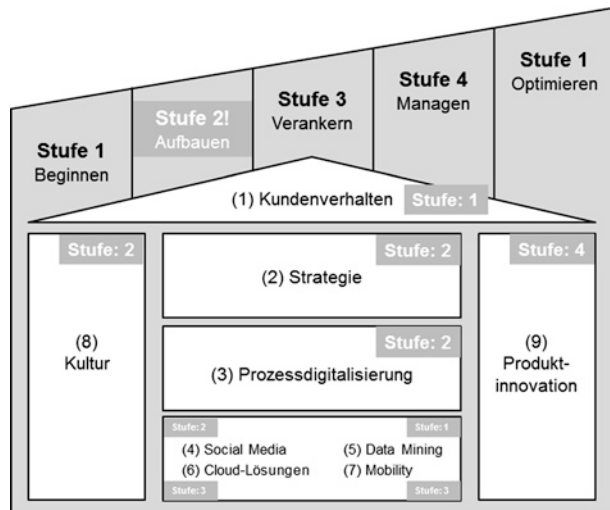 Stufe 1
Beginnen
Stufe 2!
Aufbauen
Stufe 3
Verankern
Stufe 4
Managen
Stufe 1
Optimieren
(1) Kundenverhalten
Stufe: 1
Stufe: 2
(8)
Kultur
Stufe: 2
(2) Strategie
Stufe: 2
(3) Prozessdigitalisierung
Stufe: 2
Stufe: 1
(4) Social Media
(5) Data Mining
(6) Cloud-Lösungen
(7) Mobility
Stufe: 3
Stufe: 3
Stufe: 4
(9)
Produkt-
innovation